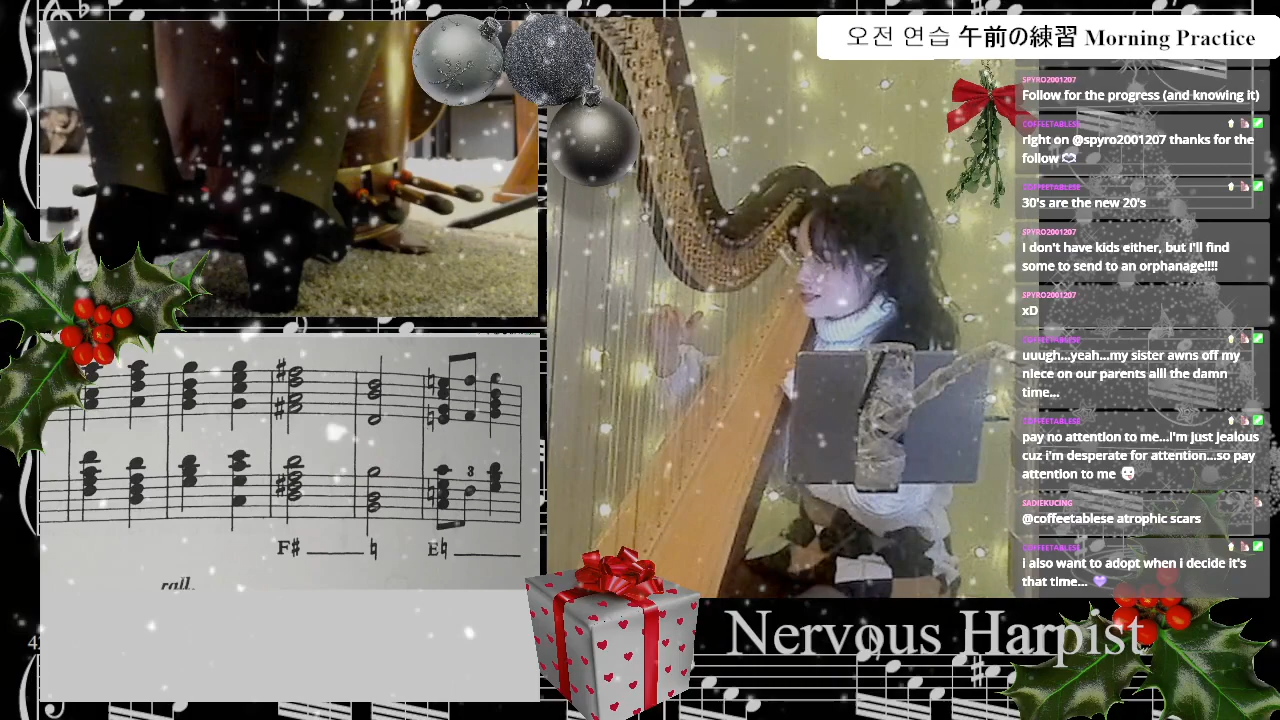 오전 연습 午前の練習 Morning Practice
SPYRO2001207
Follow for the progress (and knowing it)
COFFEETABLESE
right on @spyro2001207 thanks for the
follow
COFFEETABLESE
30's are the new 20's
SPYRO2001207
I don't have kids either, but I'll find
some to send to an orphanage!!!!
SPYRO2001207
xD
COFFEETABLESE
uuugh...yeah...my sister awns off my
niece on our parents alll the damn
time...
COFFEETABLESE
pay no attention to me...i'm just jealous
cuz i'm desperate for attention...so pay
attention to me
SADIEKUCING
@coffeetablese atrophic scars
COFFEETABLESE
i also want to adopt when i decide it's
that time...
3
F# ______ ♮ E♮ ______
rall.
Nervous Harpist